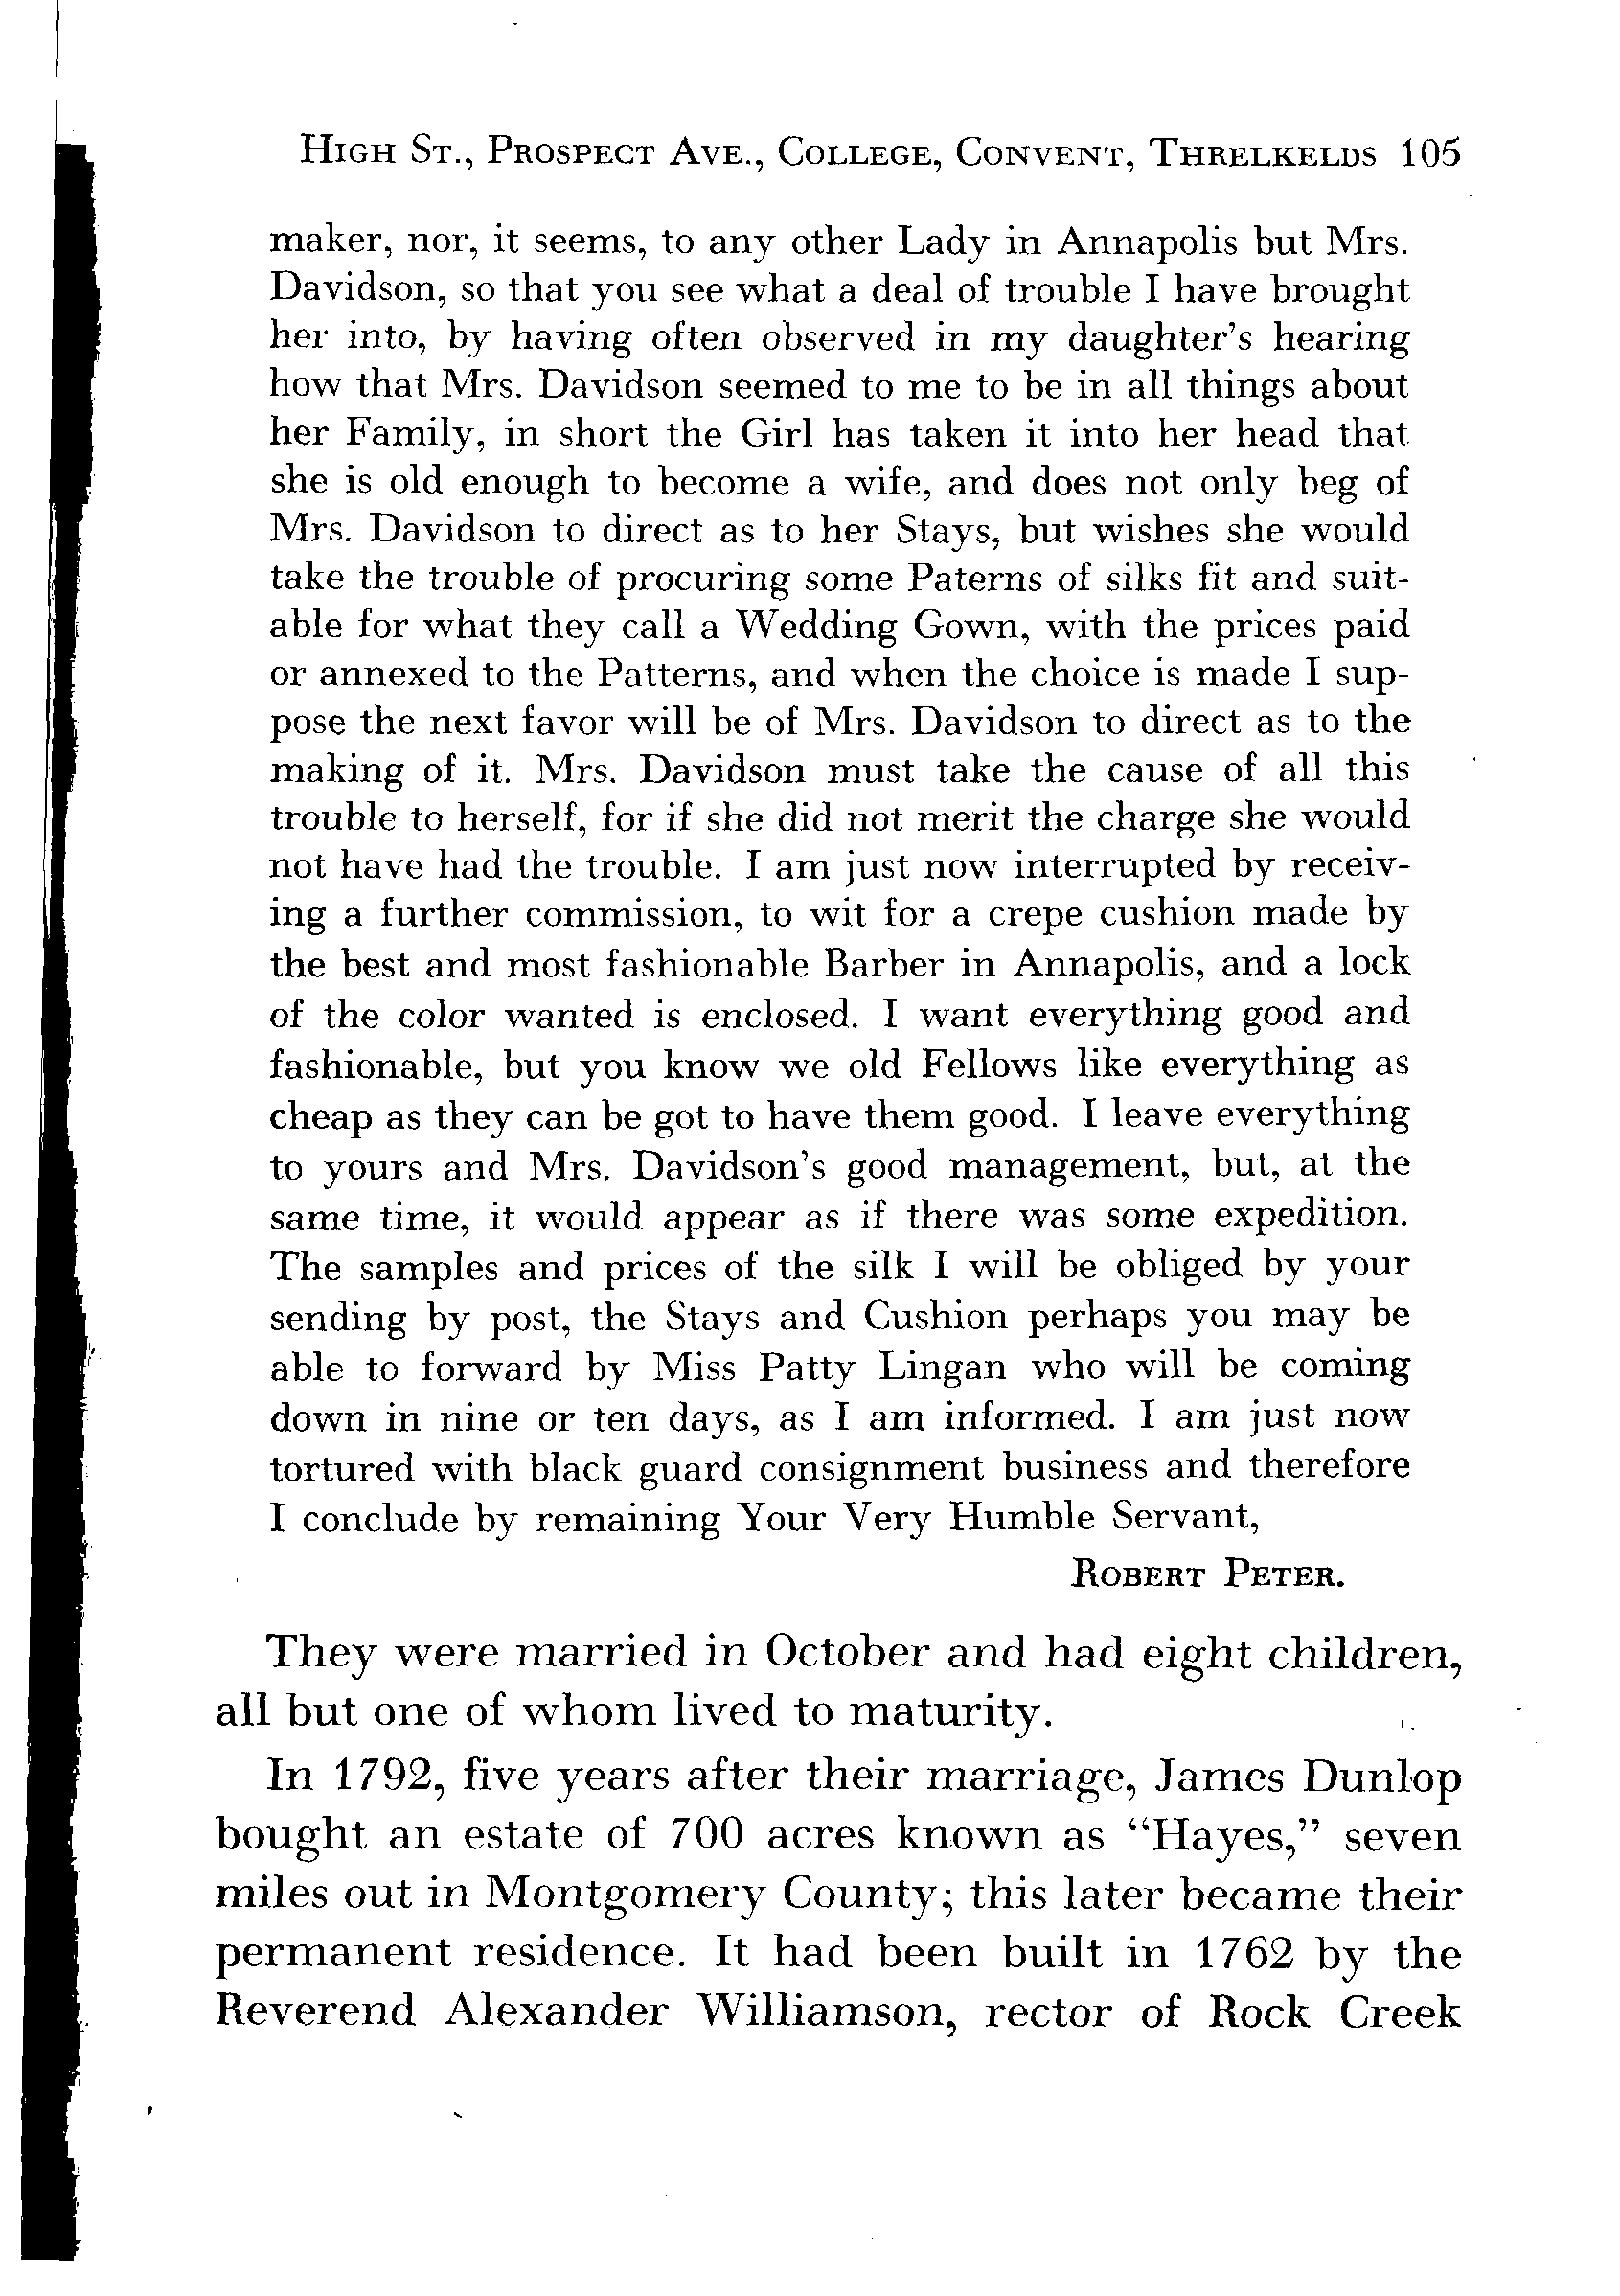 High St., Prospect Ave., College, Convent, Threlkelds 105
maker, nor, it seems, to any other Lady in Annapolis but Mrs.
Davidson, so that you see what a deal of trouble I have brought
her into, by having often observed in my daughter's hearing
how that Mrs. Davidson seemed to me to be in all things about
her Family, in short the Girl has taken it into her head that
she is old enough to become a wife, and does not only beg of
Mrs. Davidson to direct as to her Stays, but wishes she would
take the trouble of procuring some Paterns of silks fit and suit-
able for what they call a Wedding Gown, with the prices paid
or annexed to the Patterns, and when the choice is made I sup-
pose the next favor will be of Mrs. Davidson to direct as to the
making of it. Mrs. Davidson must take the cause of all this
trouble to herself, for if she did not merit the charge she would
not have had the trouble. I am just now interrupted by receiv-
ing a further commission, to wit for a crepe cushion made by
the best and most fashionable Barber in Annapolis, and a lock
of the color wanted is enclosed. I want everything good and
fashionable, but you know we old Fellows like everything as
cheap as they can be got to have them good. I leave everything
to yours and Mrs. Davidson's good management, but, at the
same time, it would appear as if there was some expedition.
The samples and prices of the silk I will be obliged by your
sending by post, the Stays and Cushion perhaps you may be
able to forward by Miss Patty Lingan who will be coming
down in nine or ten days, as I am informed. I am just now
tortured with black guard consignment business and therefore
I conclude by remaining Your Very Humble Servant,
Robert Peter.
They were married in October and had eight children,
all but one of whom lived to maturity.
In 1792, five years after their marriage, James Dunlop
bought an estate of 700 acres known as "Hayes," seven
miles out in Montgomery County; this later became their
permanent residence. It had been built in 1762 by the
Reverend Alexander Williamson, rector of Rock Creek